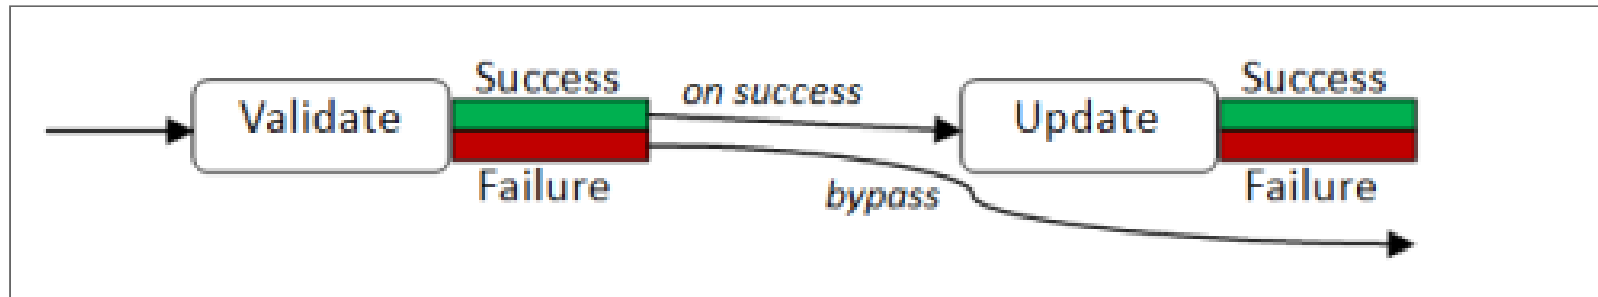 Validate
Success
Failure
on success
bypass
Update
Success
Failure